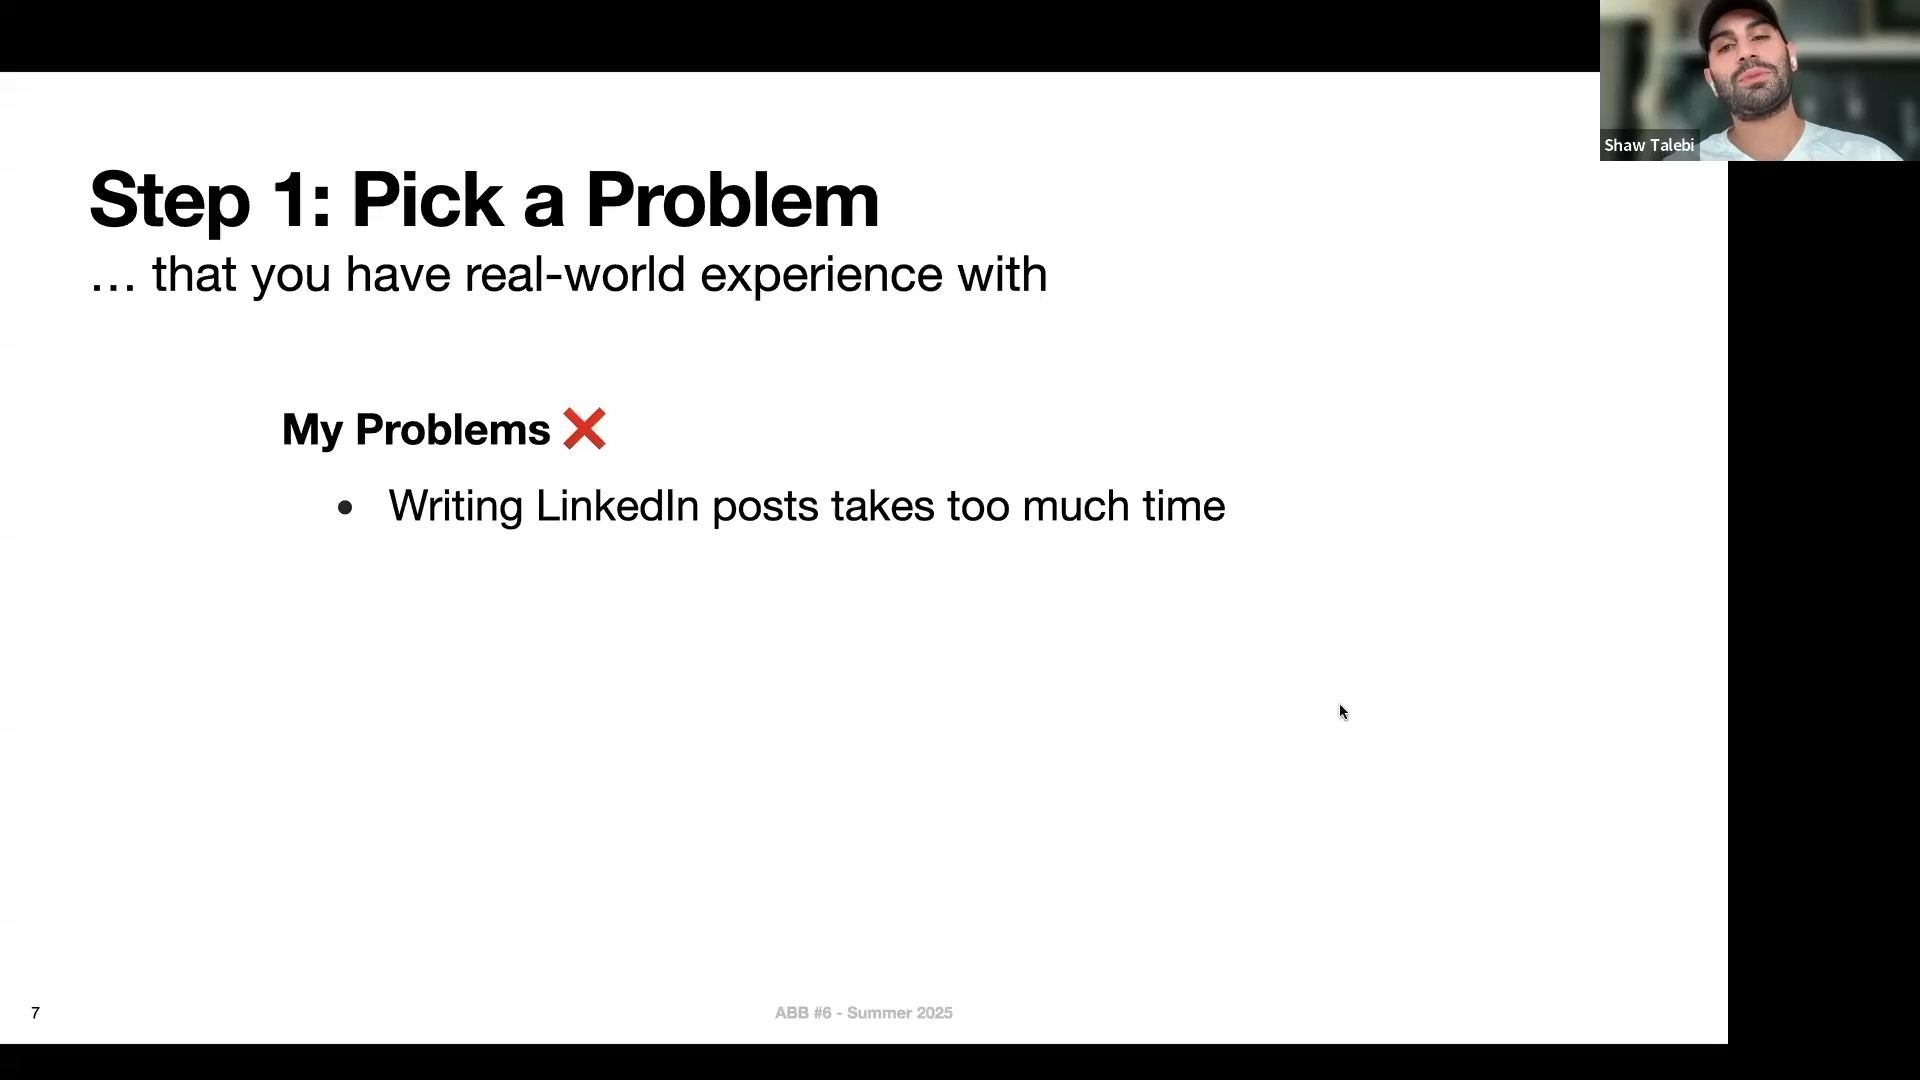 Shaw Talebi
Step 1: Pick a Problem
… that you have real-world experience with
My Problems ❌
• Writing LinkedIn posts takes too much time
7
ABB #6 - Summer 2025